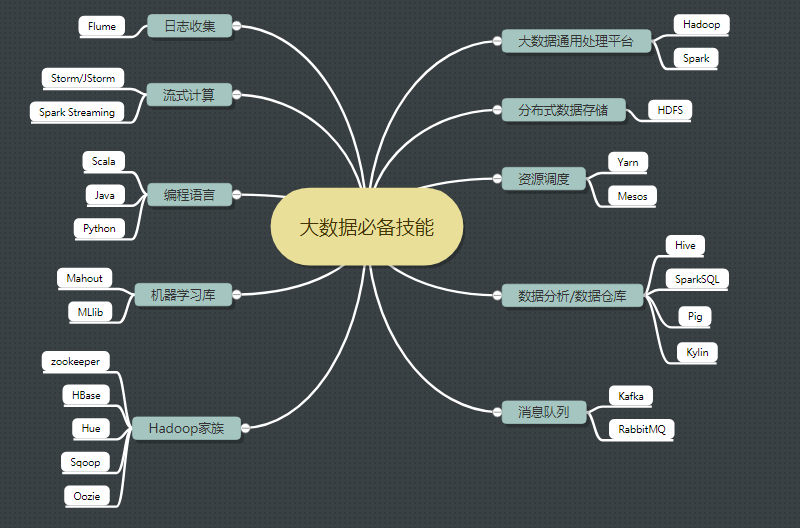 大数据必备技能
日志收集
Flume
流式计算
Storm/JStorm
Spark Streaming
编程语言
Scala
Java
Python
机器学习库
Mahout
MLlib
Hadoop家族
zookeeper
HBase
Hue
Sqoop
Oozie
大数据通用处理平台
Hadoop
Spark
分布式数据存储
HDFS
资源调度
Yarn
Mesos
数据分析/数据仓库
Hive
SparkSQL
Pig
Kylin
消息队列
Kafka
RabbitMQ